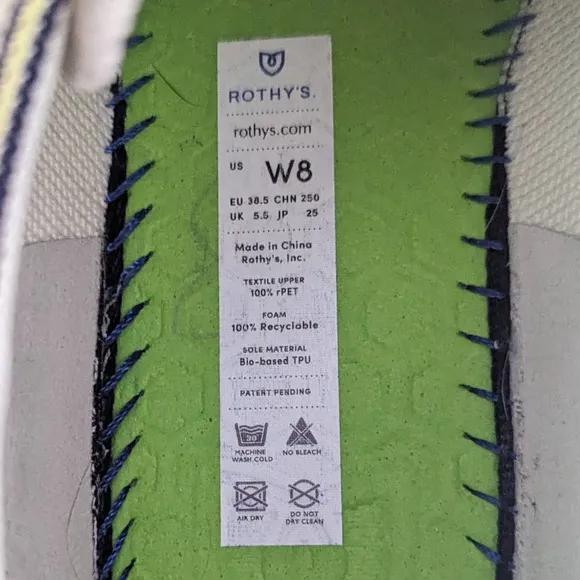 ROTHY'S.
rothys.com
US W8
EU 38.5 CHN 250
UK 5.5 JP 25
Made in China
Rothy's, Inc.
TEXTILE UPPER
100% rPET
FOAM
100% Recyclable
SOLE MATERIAL
Bio-based TPU
PATENT PENDING
30
MACHINE WASH COLD
NO BLEACH
AIR DRY
DO NOT DRY CLEAN